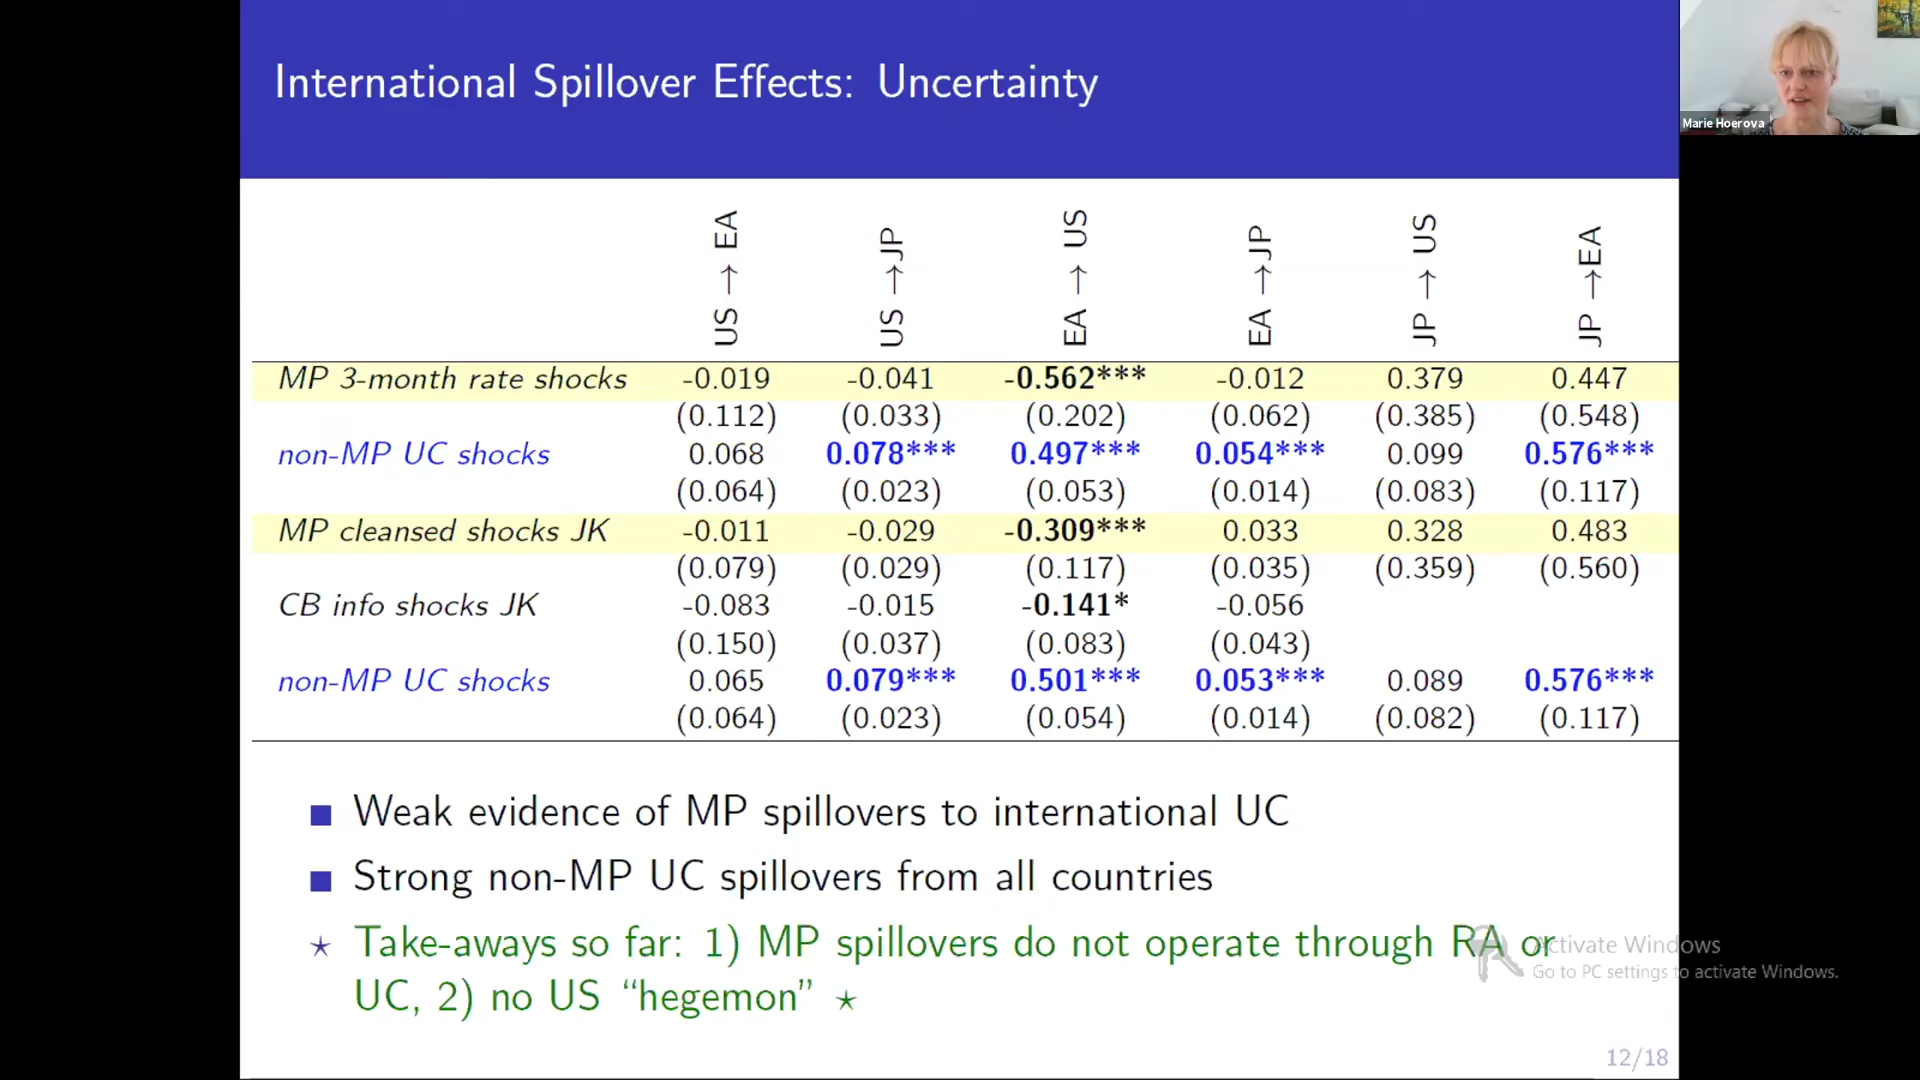 International Spillover Effects: Uncertainty
Marie Hoerova
US → EA
US →JP
EA → US
EA →JP
JP → US
JP →EA
MP 3-month rate shocks -0.019 -0.041 -0.562*** -0.012 0.379 0.447
(0.112) (0.033) (0.202) (0.062) (0.385) (0.548)
non-MP UC shocks 0.068 0.078*** 0.497*** 0.054*** 0.099 0.576***
(0.064) (0.023) (0.053) (0.014) (0.083) (0.117)
MP cleansed shocks JK -0.011 -0.029 -0.309*** 0.033 0.328 0.483
(0.079) (0.029) (0.117) (0.035) (0.359) (0.560)
CB info shocks JK -0.083 -0.015 -0.141* -0.056
(0.150) (0.037) (0.083) (0.043)
non-MP UC shocks 0.065 0.079*** 0.501*** 0.053*** 0.089 0.576***
(0.064) (0.023) (0.054) (0.014) (0.082) (0.117)
Weak evidence of MP spillovers to international UC
Strong non-MP UC spillovers from all countries
Take-aways so far: 1) MP spillovers do not operate through RA or
UC, 2) no US “hegemon”
Activate Windows
Go to PC settings to activate Windows.
12/18